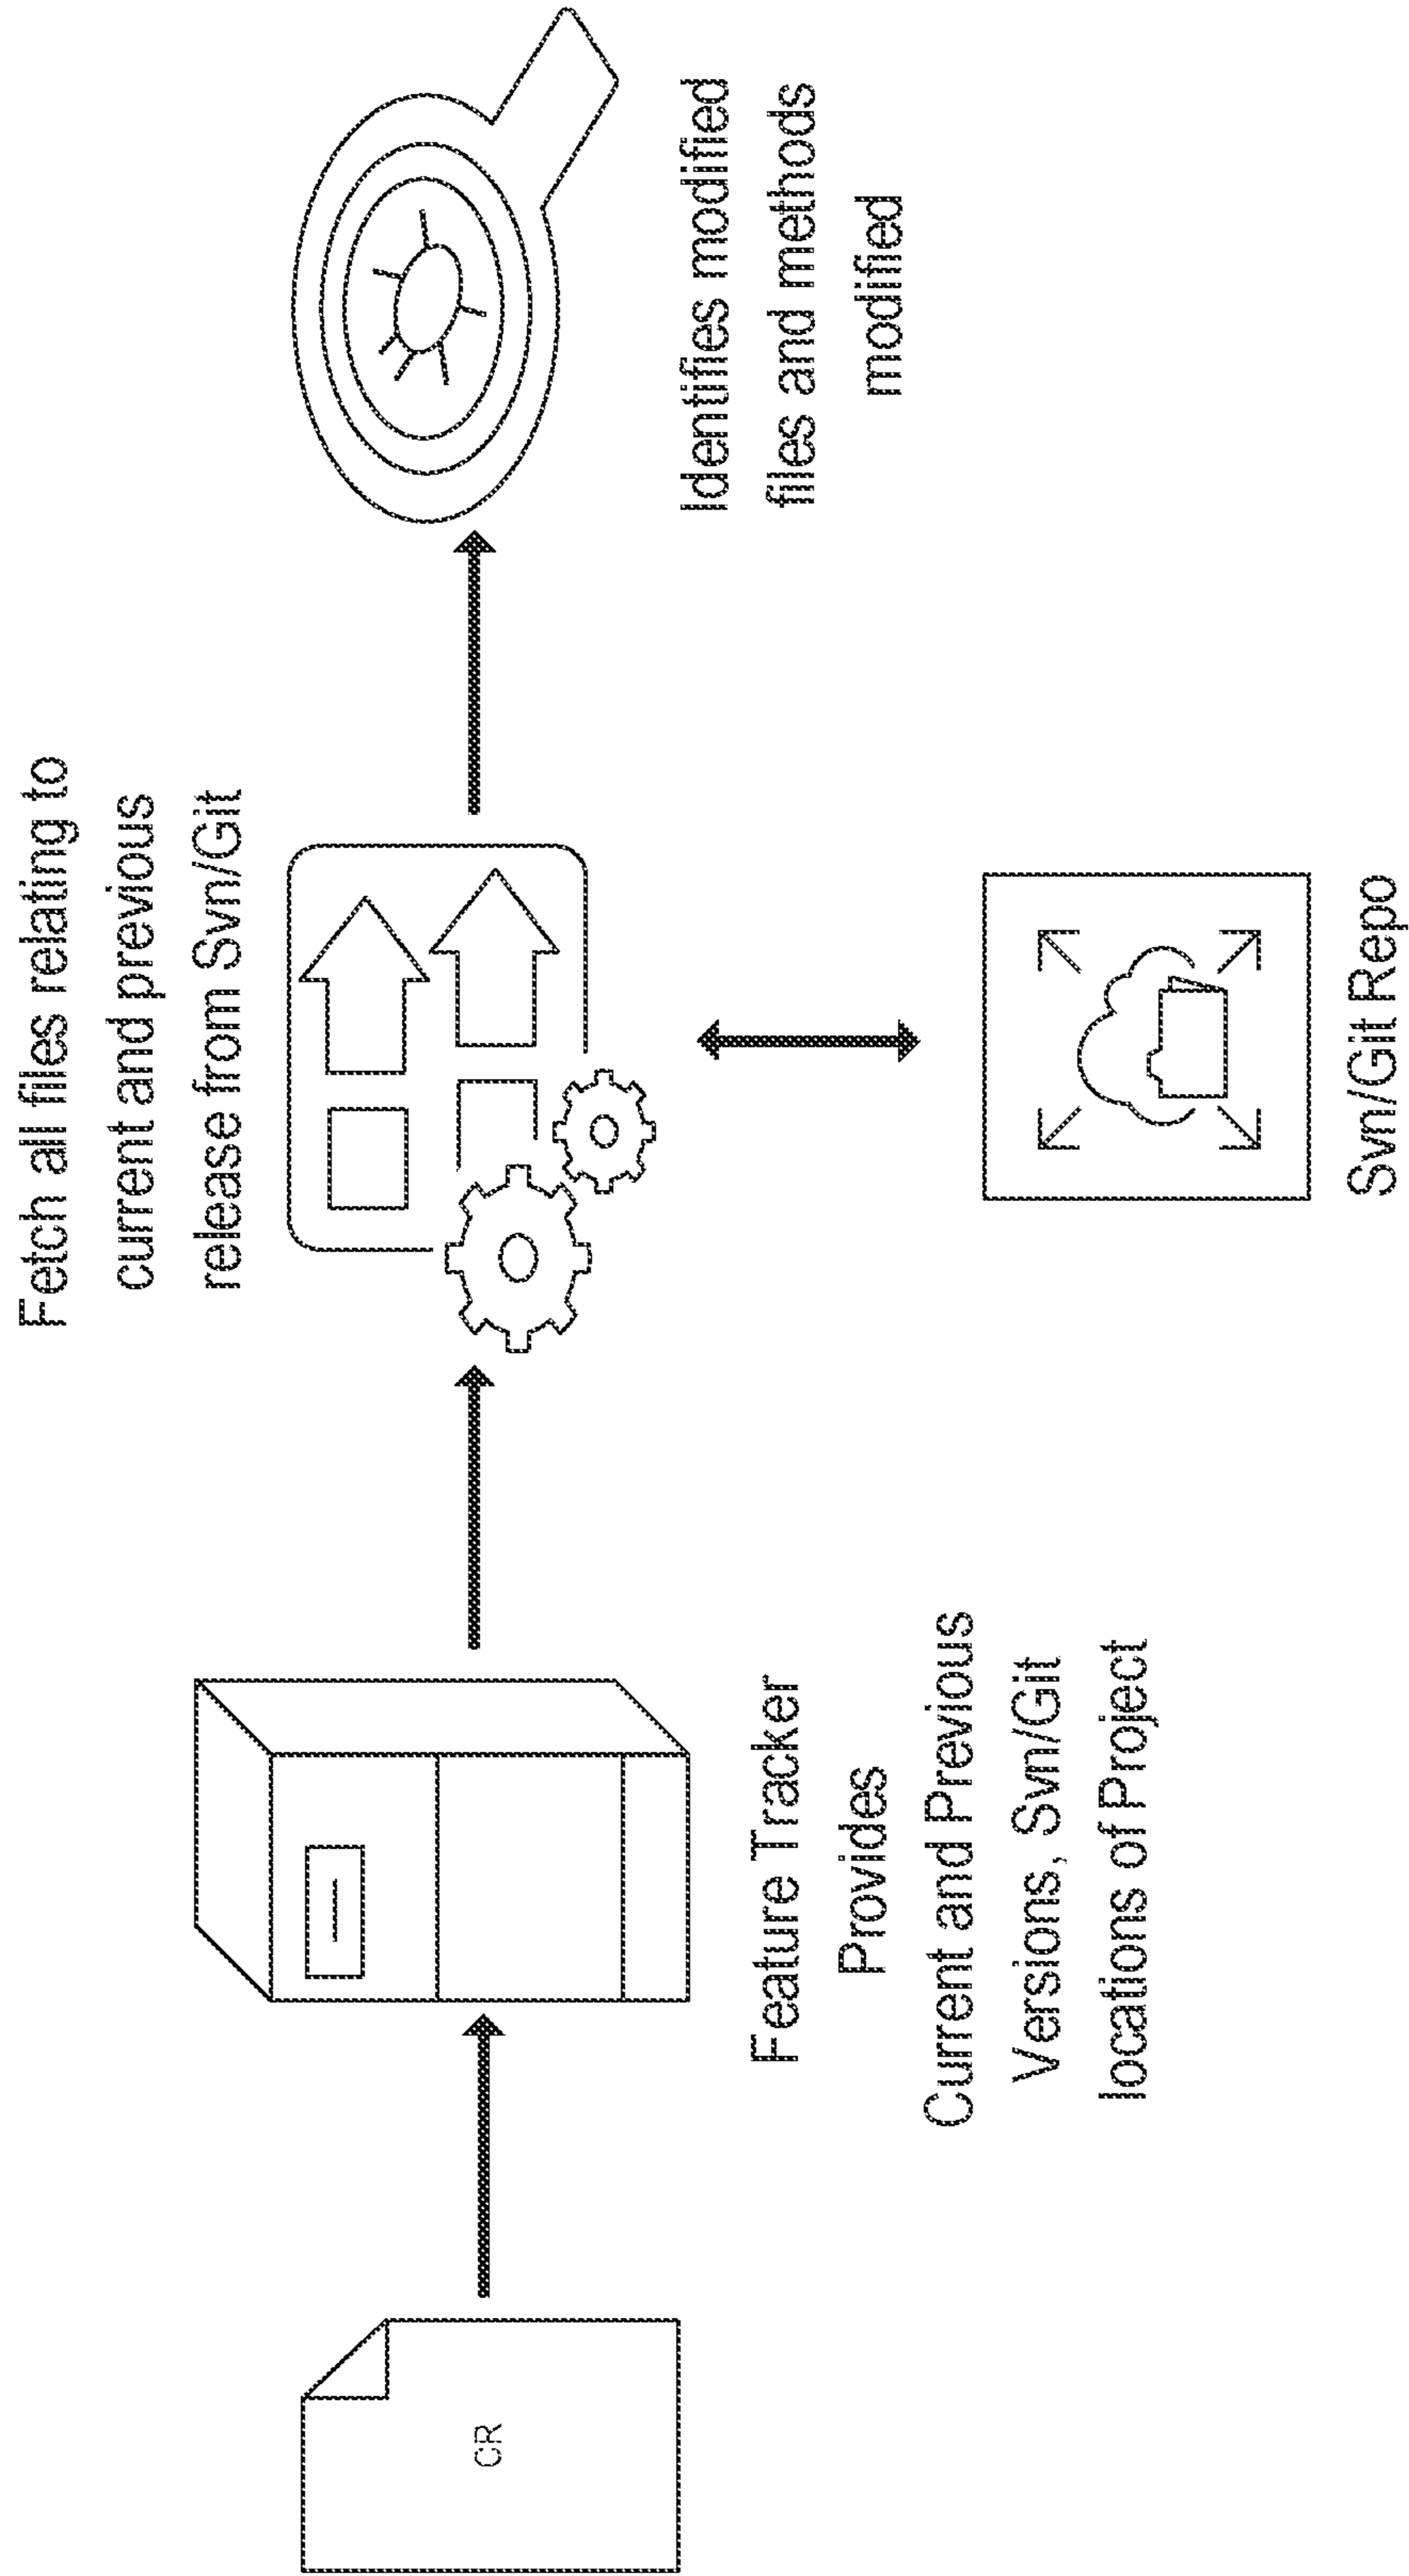 CR
Feature Tracker
Provides
Current and Previous
Versions, Svn/Git
locations of Project
Fetch all files relating to
current and previous
release from Svn/Git
Svn/Git Repo
Identifies modified
files and methods
modified